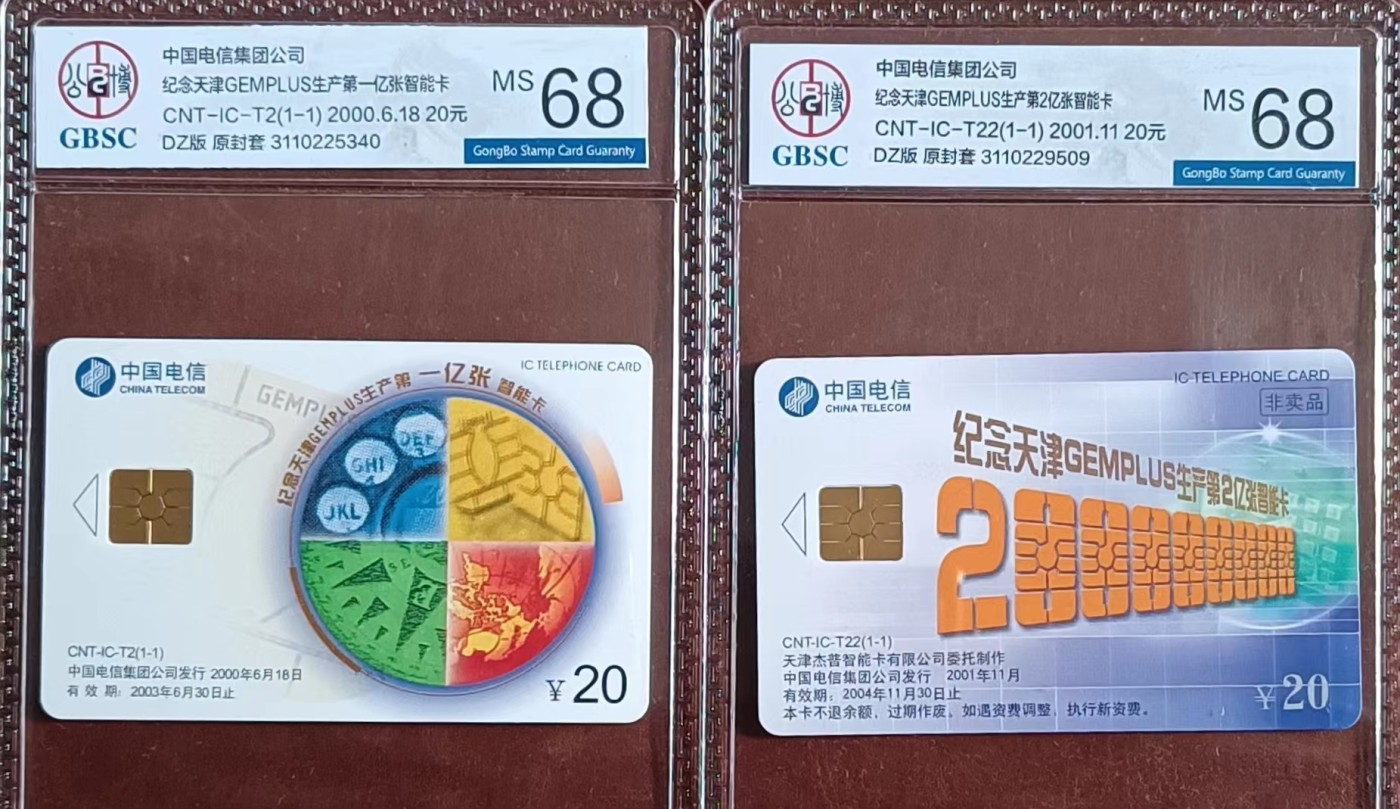 中国电信集团公司
纪念天津GEMPLUS生产第一亿张智能卡
CNT-IC-T2(1-1) 2000.6.18 20元
DZ版 原封套 3110225340
MS 68
公博
GBSC
GongBo Stamp Card Guaranty
中国电信
CHINA TELECOM
IC TELEPHONE CARD
GEMPL
纪念天津GEMPLUS生产第一亿张智能卡
DEF
3
GHI
4
JKL
CNT-IC-T2(1-1)
中国电信集团公司发行 2000年6月18日
有 效 期：2003年6月30日止
¥20
中国电信集团公司
纪念天津GEMPLUS生产第2亿张智能卡
CNT-IC-T22(1-1) 2001.11 20元
DZ版 原封套 3110229509
MS 68
公博
GBSC
GongBo Stamp Card Guaranty
中国电信
CHINA TELECOM
IC TELEPHONE CARD
非卖品
纪念天津GEMPLUS生产第2亿张智能卡
200000000
CNT-IC-T22(1-1)
天津杰普智能卡有限公司委托制作
中国电信集团公司发行 2001年11月
有效期：2004年11月30日止
本卡不退余额，过期作废。如遇资费调整，执行新资费。
¥20